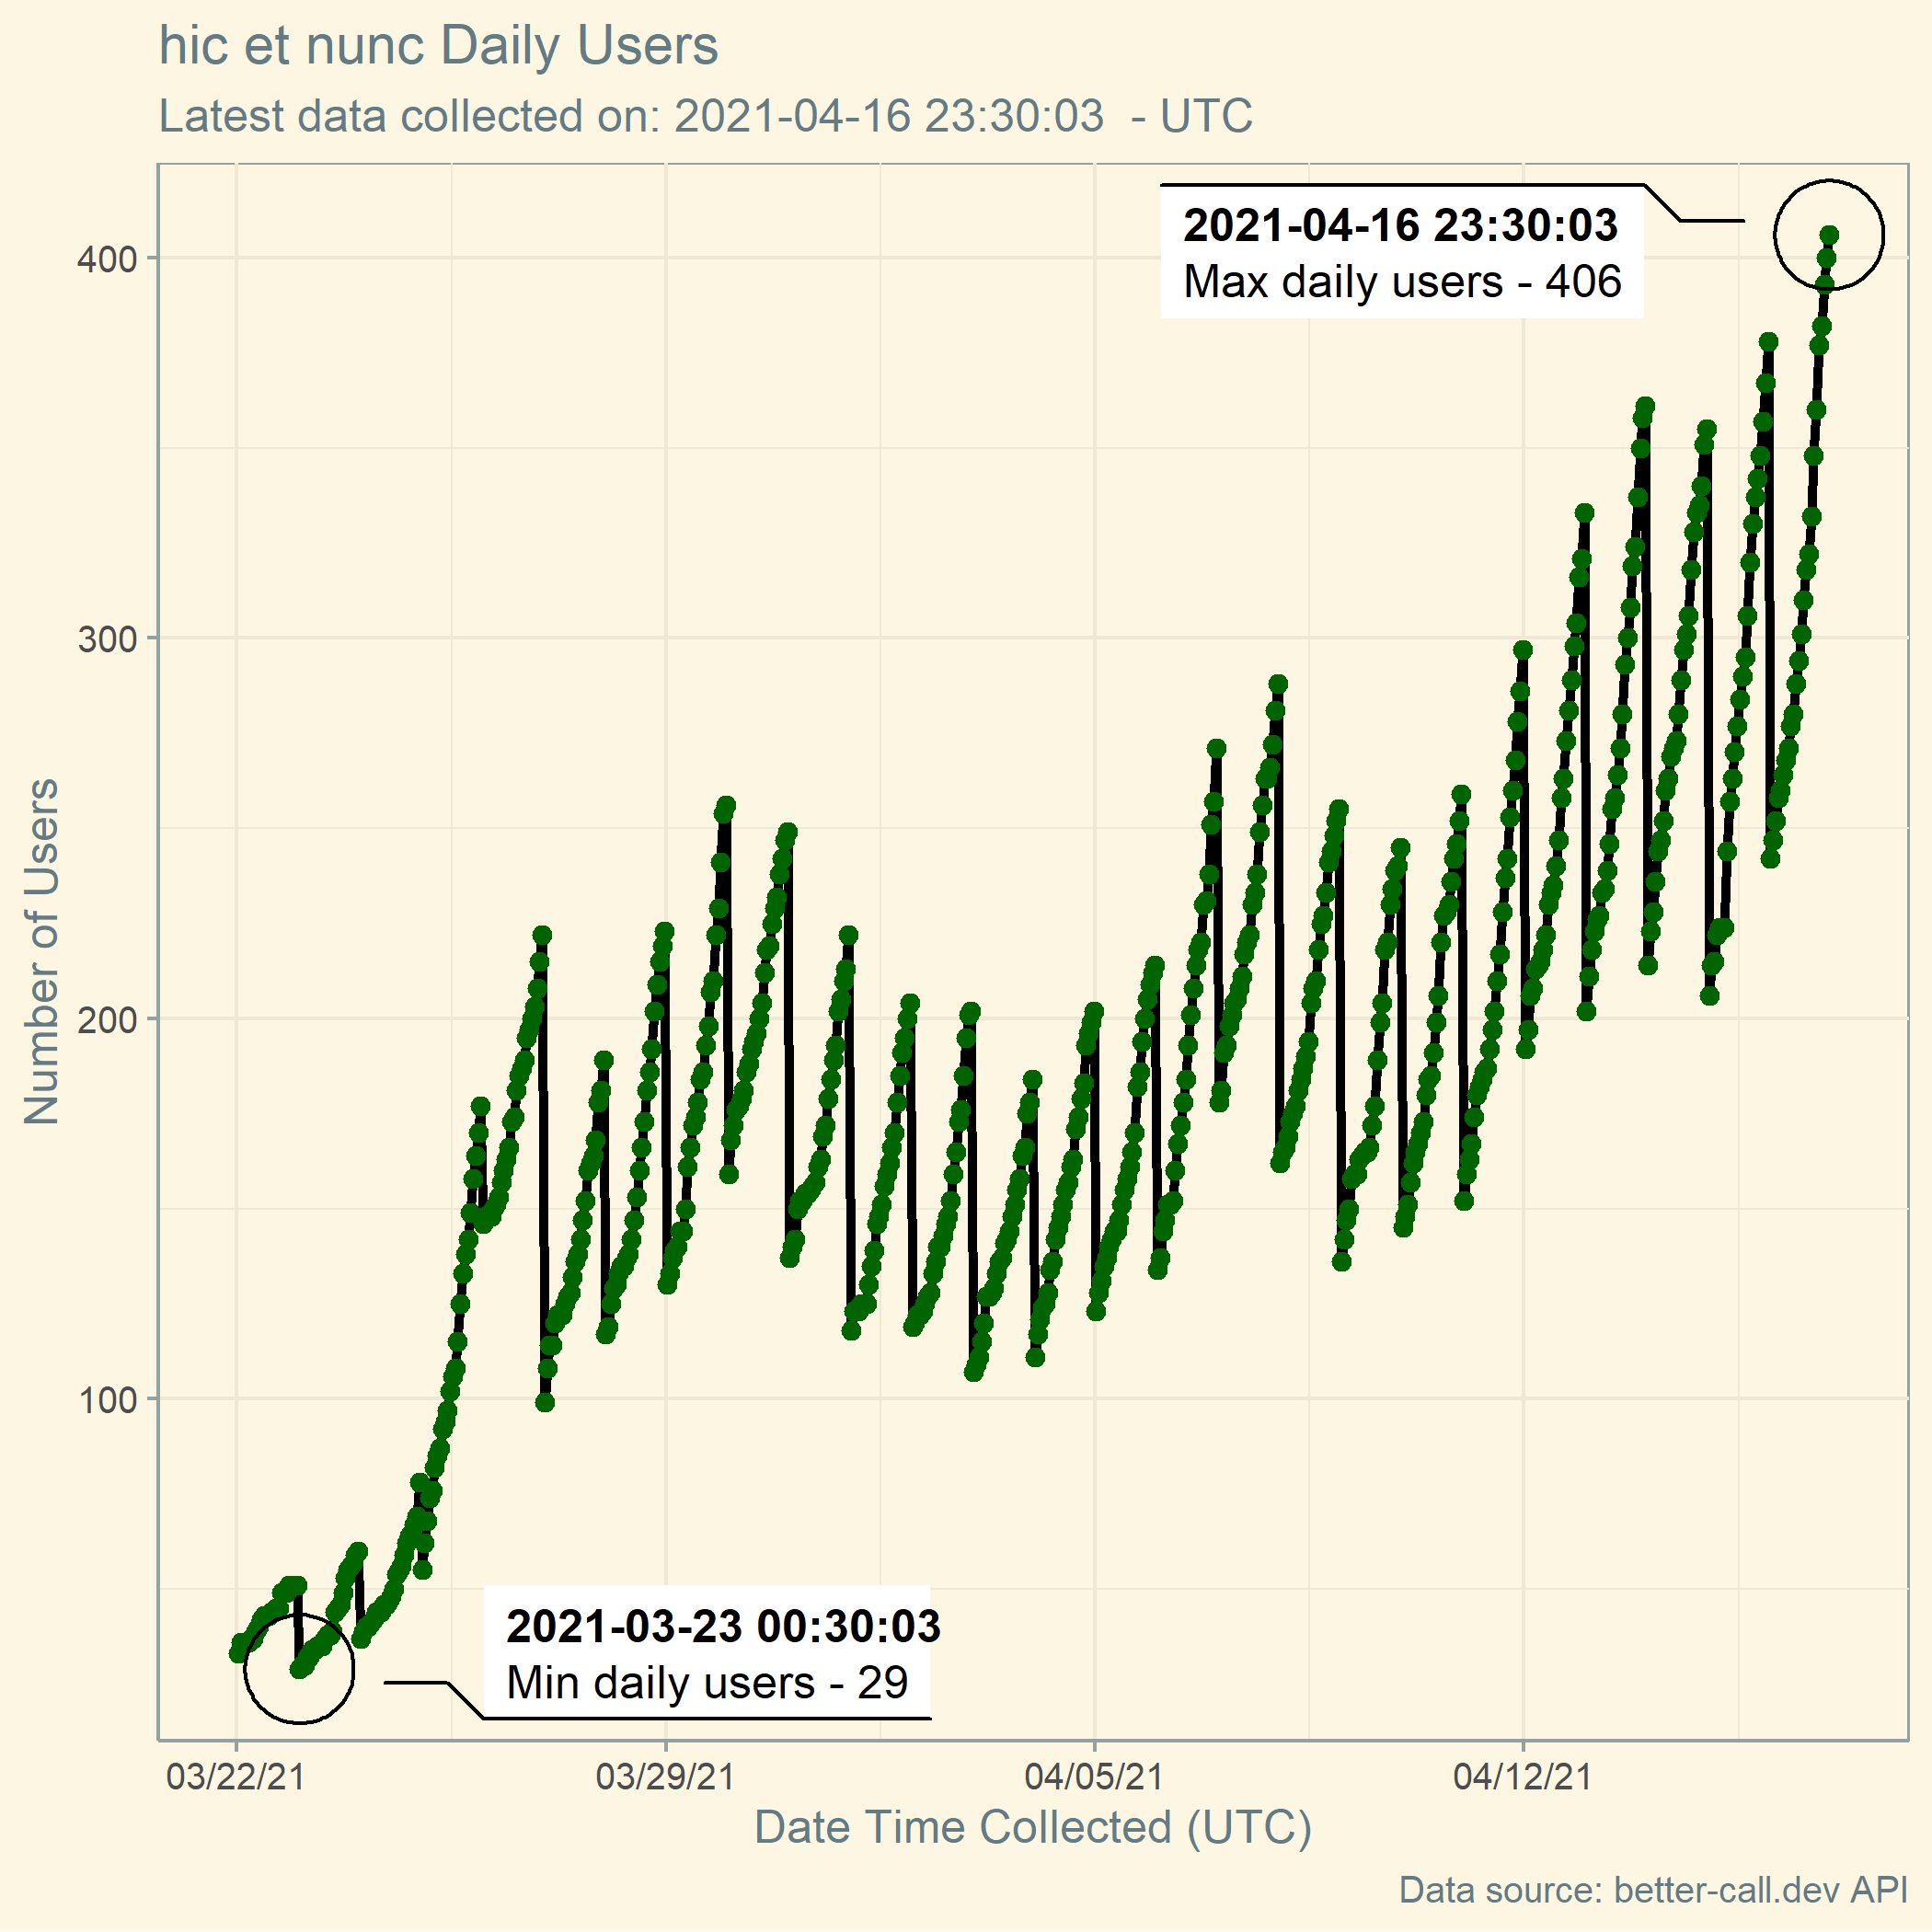 hic et nunc Daily Users
Latest data collected on: 2021-04-16 23:30:03  - UTC
2021-04-16 23:30:03
Max daily users - 406
400
300
200
100
Number of Users
2021-03-23 00:30:03
Min daily users - 29
03/22/21
03/29/21
04/05/21
04/12/21
Date Time Collected (UTC)
Data source: better-call.dev API